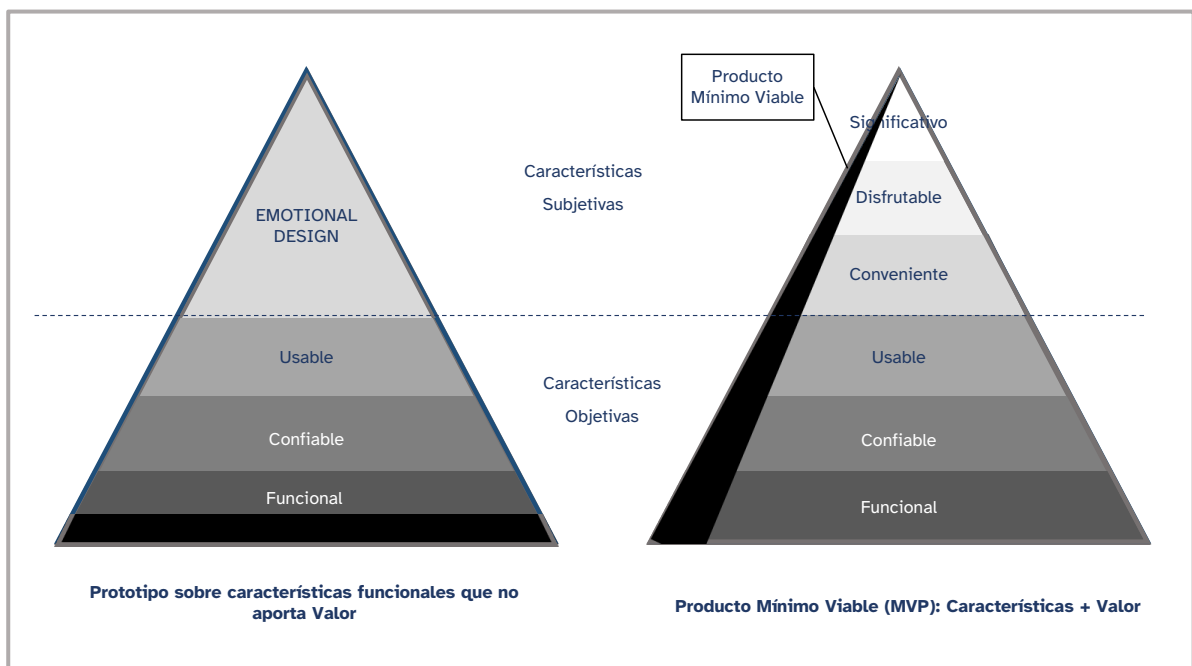 EMOTIONAL
DESIGN
Usable
Confiable
Funcional
Prototipo sobre características funcionales que no
aporta Valor
Características
Subjetivas
Características
Objetivas
Producto
Mínimo Viable
Significativo
Disfrutable
Conveniente
Usable
Confiable
Funcional
Producto Mínimo Viable (MVP): Características + Valor